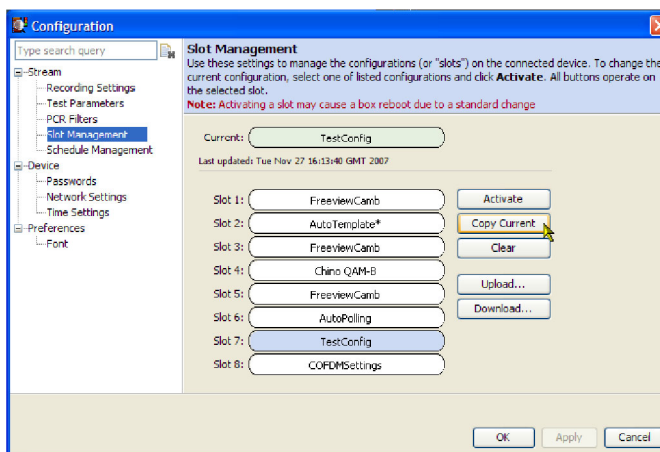 Configuration
Type search query
Stream
Recording Settings
Test Parameters
PCR Filters
Slot Management
Schedule Management
Device
Passwords
Network Settings
Time Settings
Preferences
Font
Slot Management
Use these settings to manage the configurations (or "slots") on the connected device. To change the
current configuration, select one of listed configurations and click Activate. All buttons operate on
the selected slot.
Note: Activating a slot may cause a box reboot due to a standard change
Current: TestConfig
Last updated: Tue Nov 27 16:13:40 GMT 2007
Slot 1: FreeviewCamb
Slot 2: AutoTemplate*
Slot 3: FreeviewCamb
Slot 4: Chino QAM-B
Slot 5: FreeviewCamb
Slot 6: AutoPolling
Slot 7: TestConfig
Slot 8: COFDMSettings
Activate
Copy Current
Clear
Upload...
Download...
OK Apply Cancel